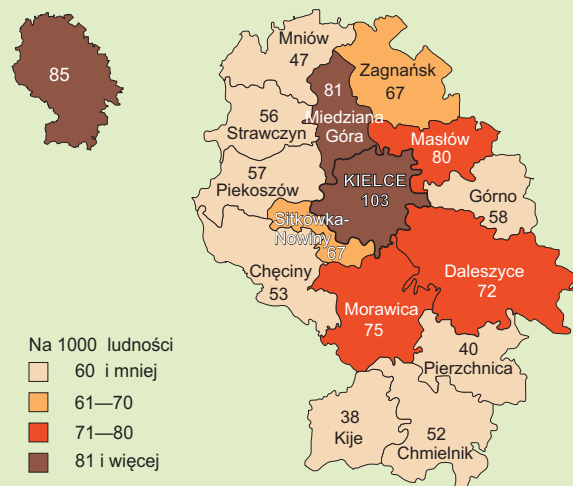 85
Mniów
47
Zagnańsk
67
81
Miedziana
Góra
56
Strawczyn
Masłów
80
57
Piekoszów
KIELCE
103
Górno
58
Sitkówka-
Nowiny
67
Chęciny
53
Daleszyce
72
Morawica
75
40
Pierzchnica
38
Kije
52
Chmielnik
Na 1000 ludności
60 i mniej
61—70
71—80
81 i więcej